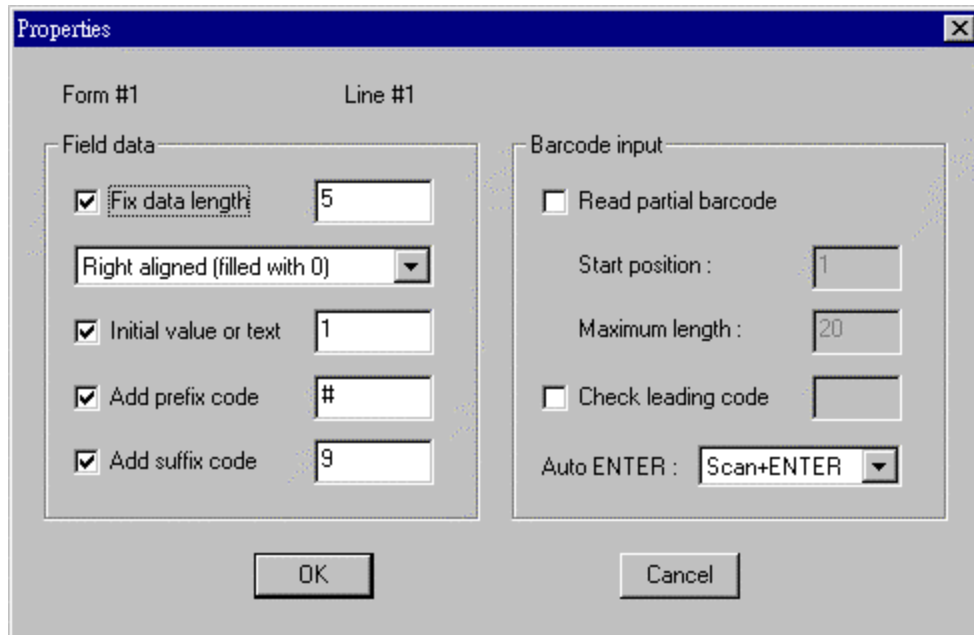 Properties
Form #1
Line #1
Field data
Fix data length
5
Right aligned (filled with 0)
Initial value or text
1
Add prefix code
#
Add suffix code
9
Barcode input
Read partial barcode
Start position :
1
Maximum length :
20
Check leading code
Auto ENTER :
Scan+ENTER
OK
Cancel